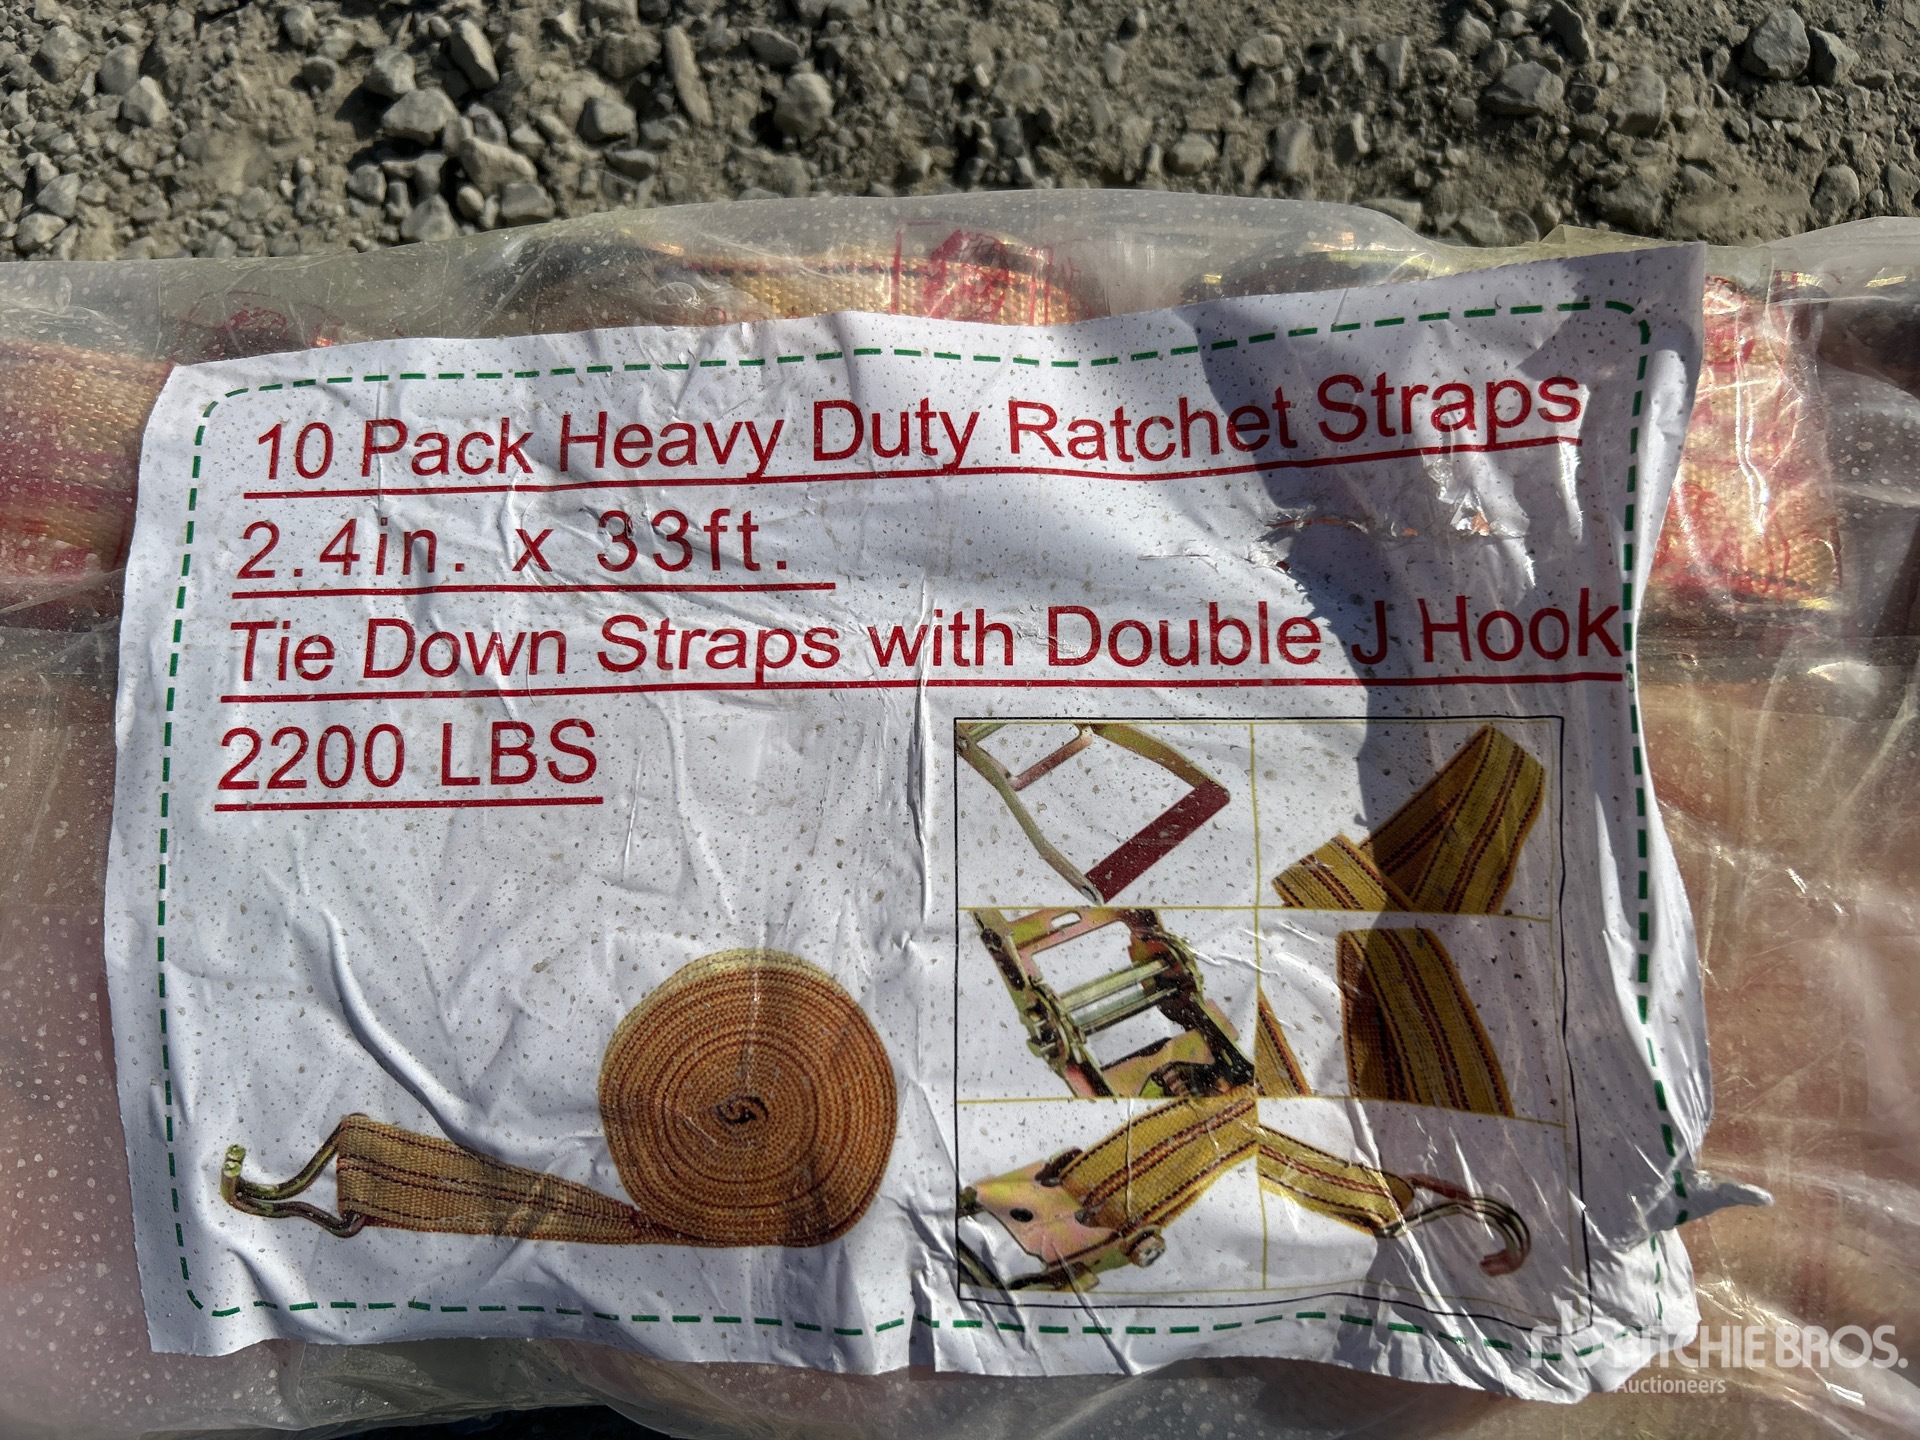 10 Pack Heavy Duty Ratchet Straps
2.4in. x 33ft.
Tie Down Straps with Double J Hook
2200 LBS
rb RITCHIE BROS.
Auctioneers